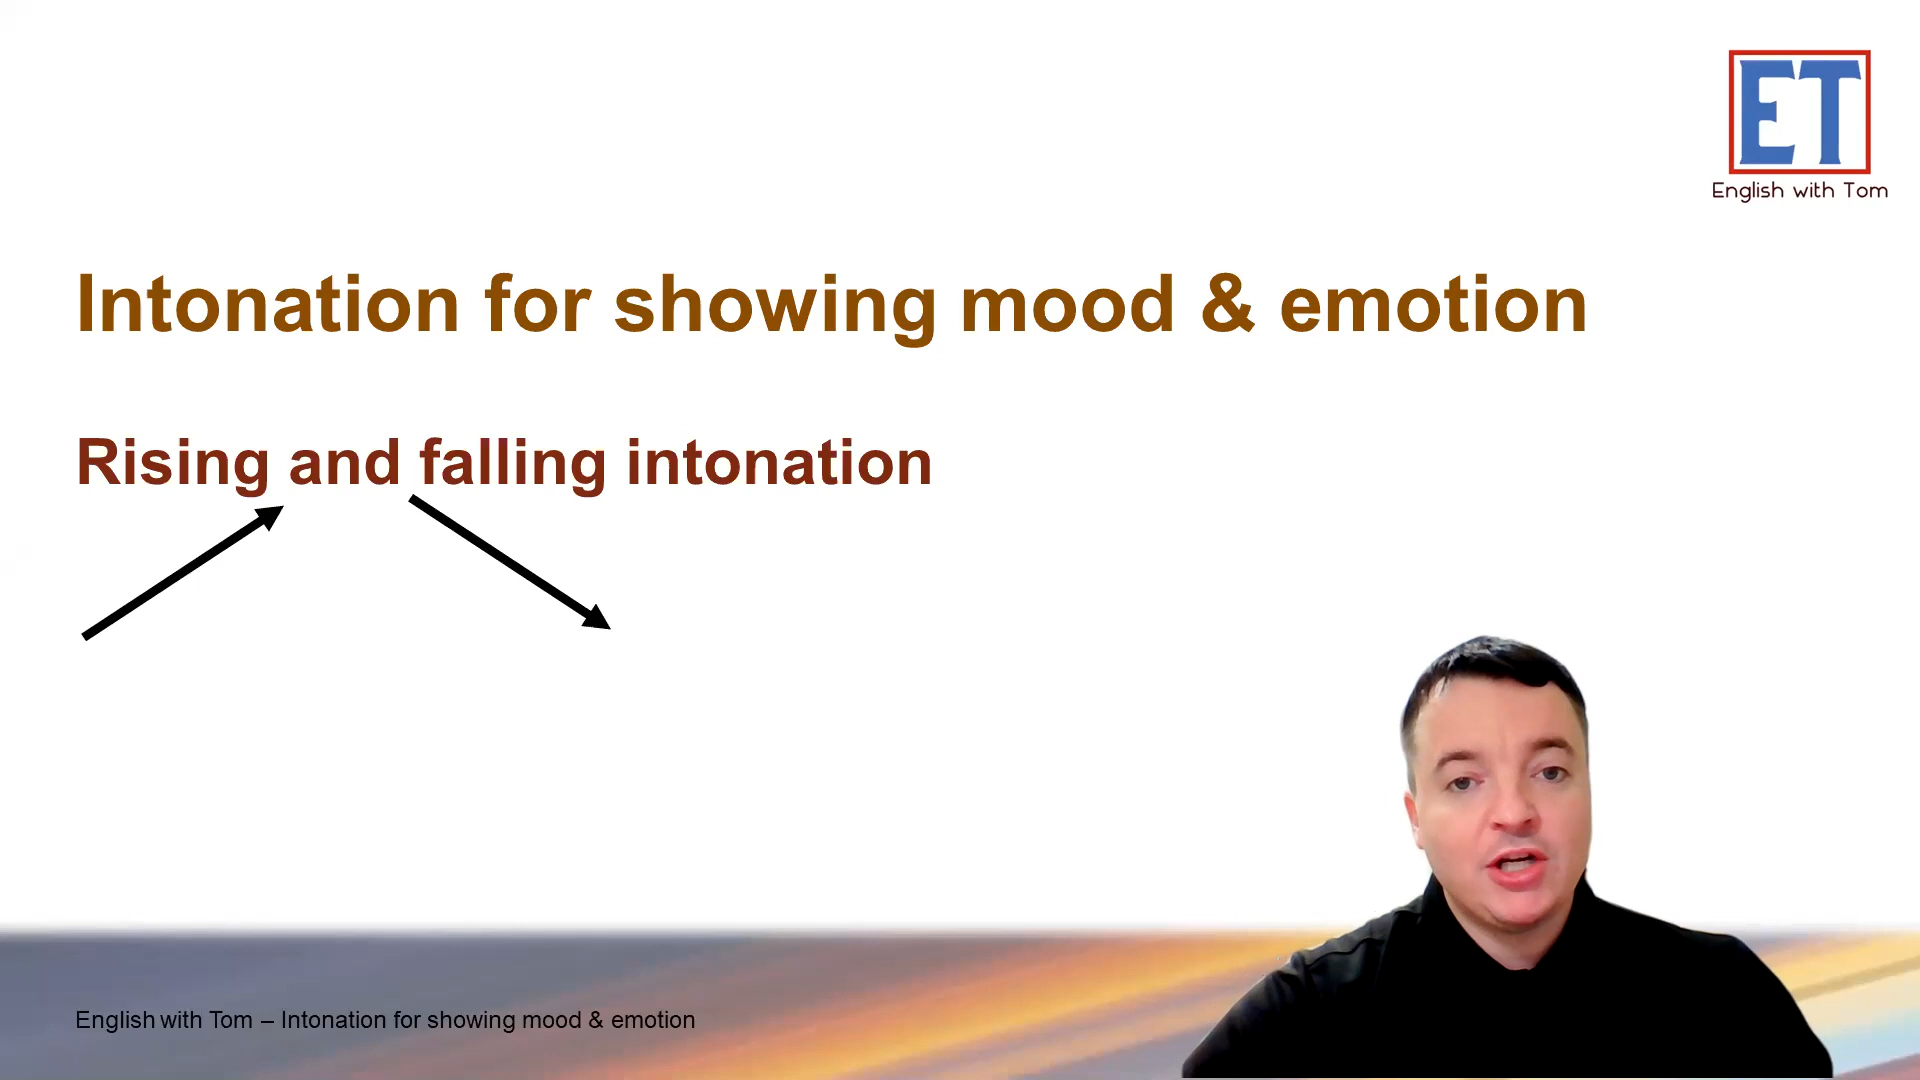 ET
English with Tom
Intonation for showing mood & emotion
Rising and falling intonation
English with Tom – Intonation for showing mood & emotion